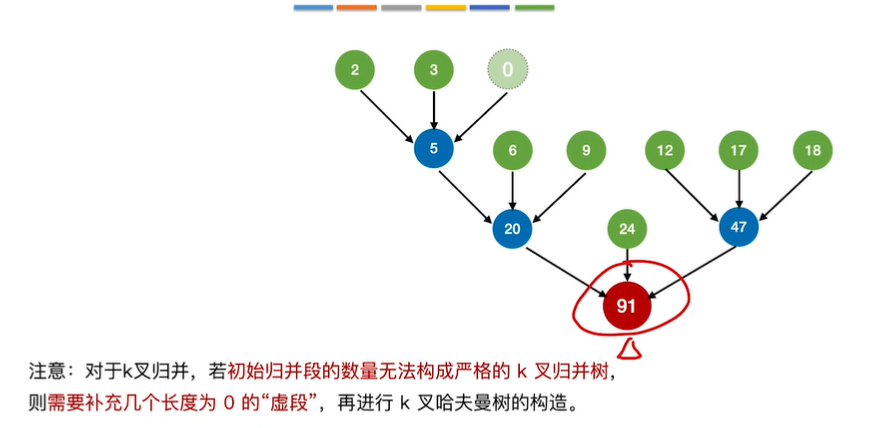 2 3 0
5 6 9 12 17 18
20 24 47
91
注意：对于k叉归并，若初始归并段的数量无法构成严格的 k 叉归并树，
则需要补充几个长度为 0 的“虚段”，再进行 k 叉哈夫曼树的构造。